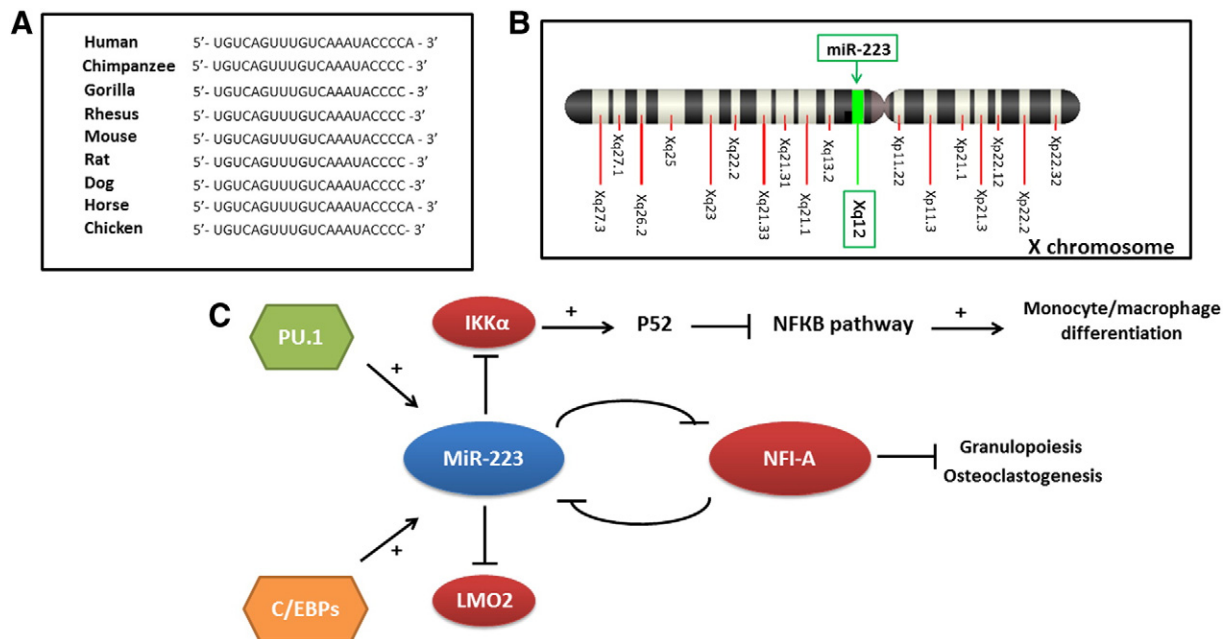 A
Human 5'- UGUCAGUUUGUCAAAUACCCCA - 3'
Chimpanzee 5'- UGUCAGUUUGUCAAAUACCCC - 3'
Gorilla 5'- UGUCAGUUUGUCAAAUACCCC - 3'
Rhesus 5'- UGUCAGUUUGUCAAAUACCCC - 3'
Mouse 5'- UGUCAGUUUGUCAAAUACCCCA - 3'
Rat 5'- UGUCAGUUUGUCAAAUACCCC - 3'
Dog 5'- UGUCAGUUUGUCAAAUACCCC -3'
Horse 5'- UGUCAGUUUGUCAAAUACCCCA - 3'
Chicken 5'- UGUCAGUUUGUCAAAUACCCC- 3'
B
miR-223
Xq27.3
Xq27.1
Xq26.2
Xq25
Xq23
Xq22.2
Xq21.33
Xq21.31
Xq21.1
Xq13.2
Xq12
Xp11.22
Xp11.3
Xp21.1
Xp21.3
Xp22.12
Xp22.2
Xp22.32
X chromosome
C
PU.1
+
IKKα
+
P52
NFKB pathway
+
Monocyte/macrophage
differentiation
MiR-223
NFI-A
Granulopoiesis
Osteoclastogenesis
C/EBPs
+
LMO2